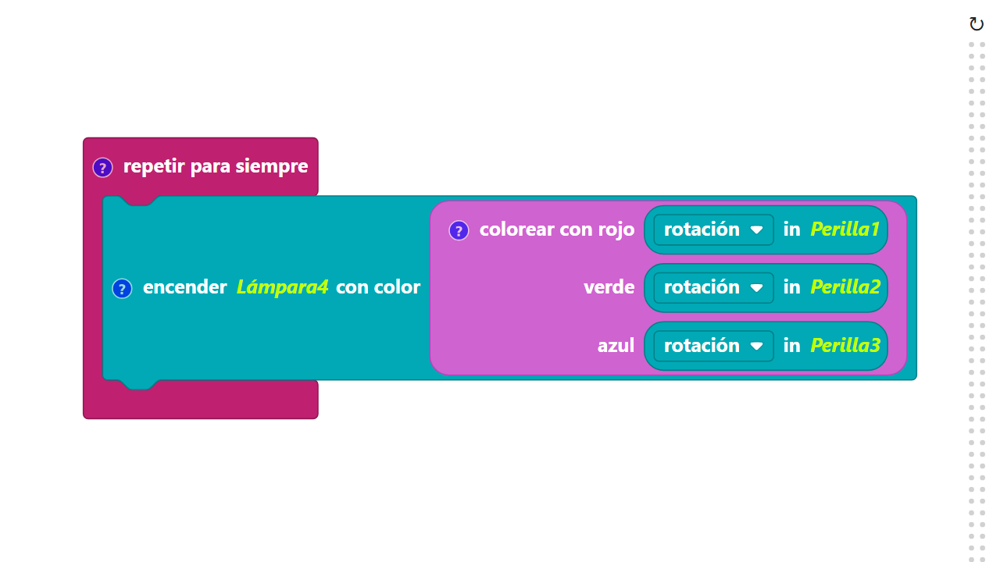 ↻
? repetir para siempre
? colorear con rojo rotación in Perilla1
? encender Lámpara4 con color verde rotación in Perilla2
azul rotación in Perilla3